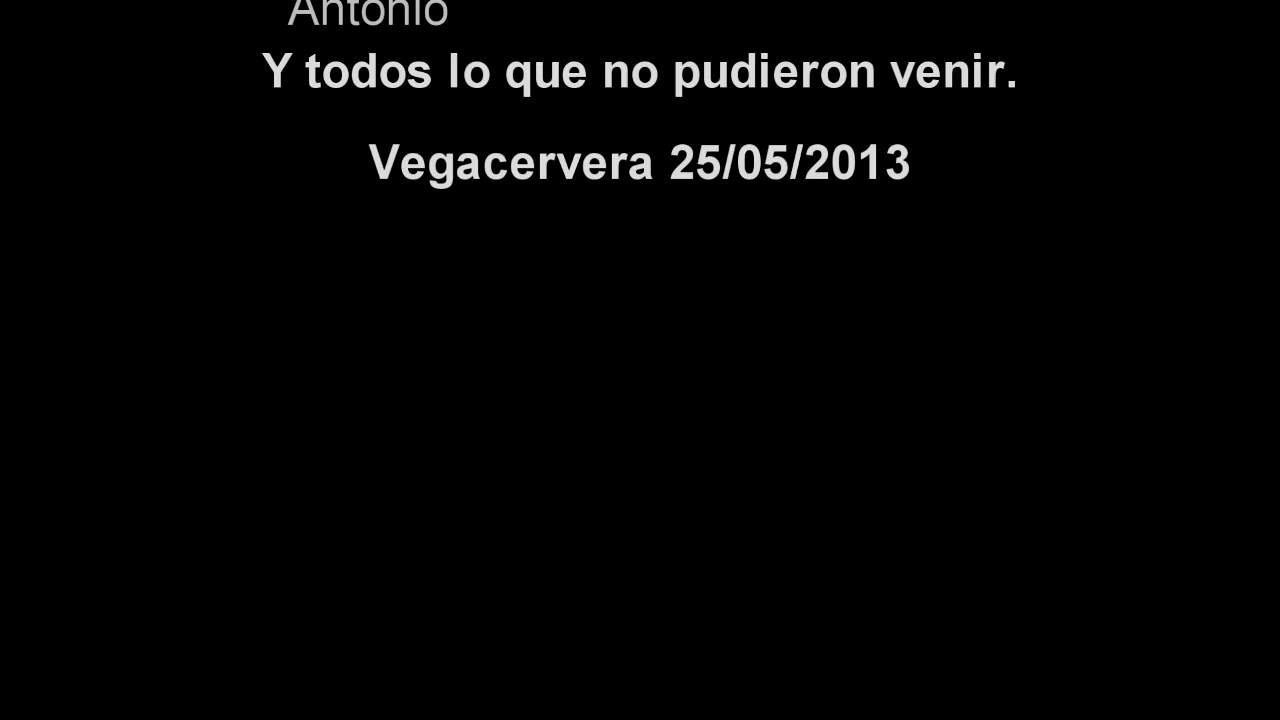 Antonio
Y todos lo que no pudieron venir.
Vegacervera 25/05/2013